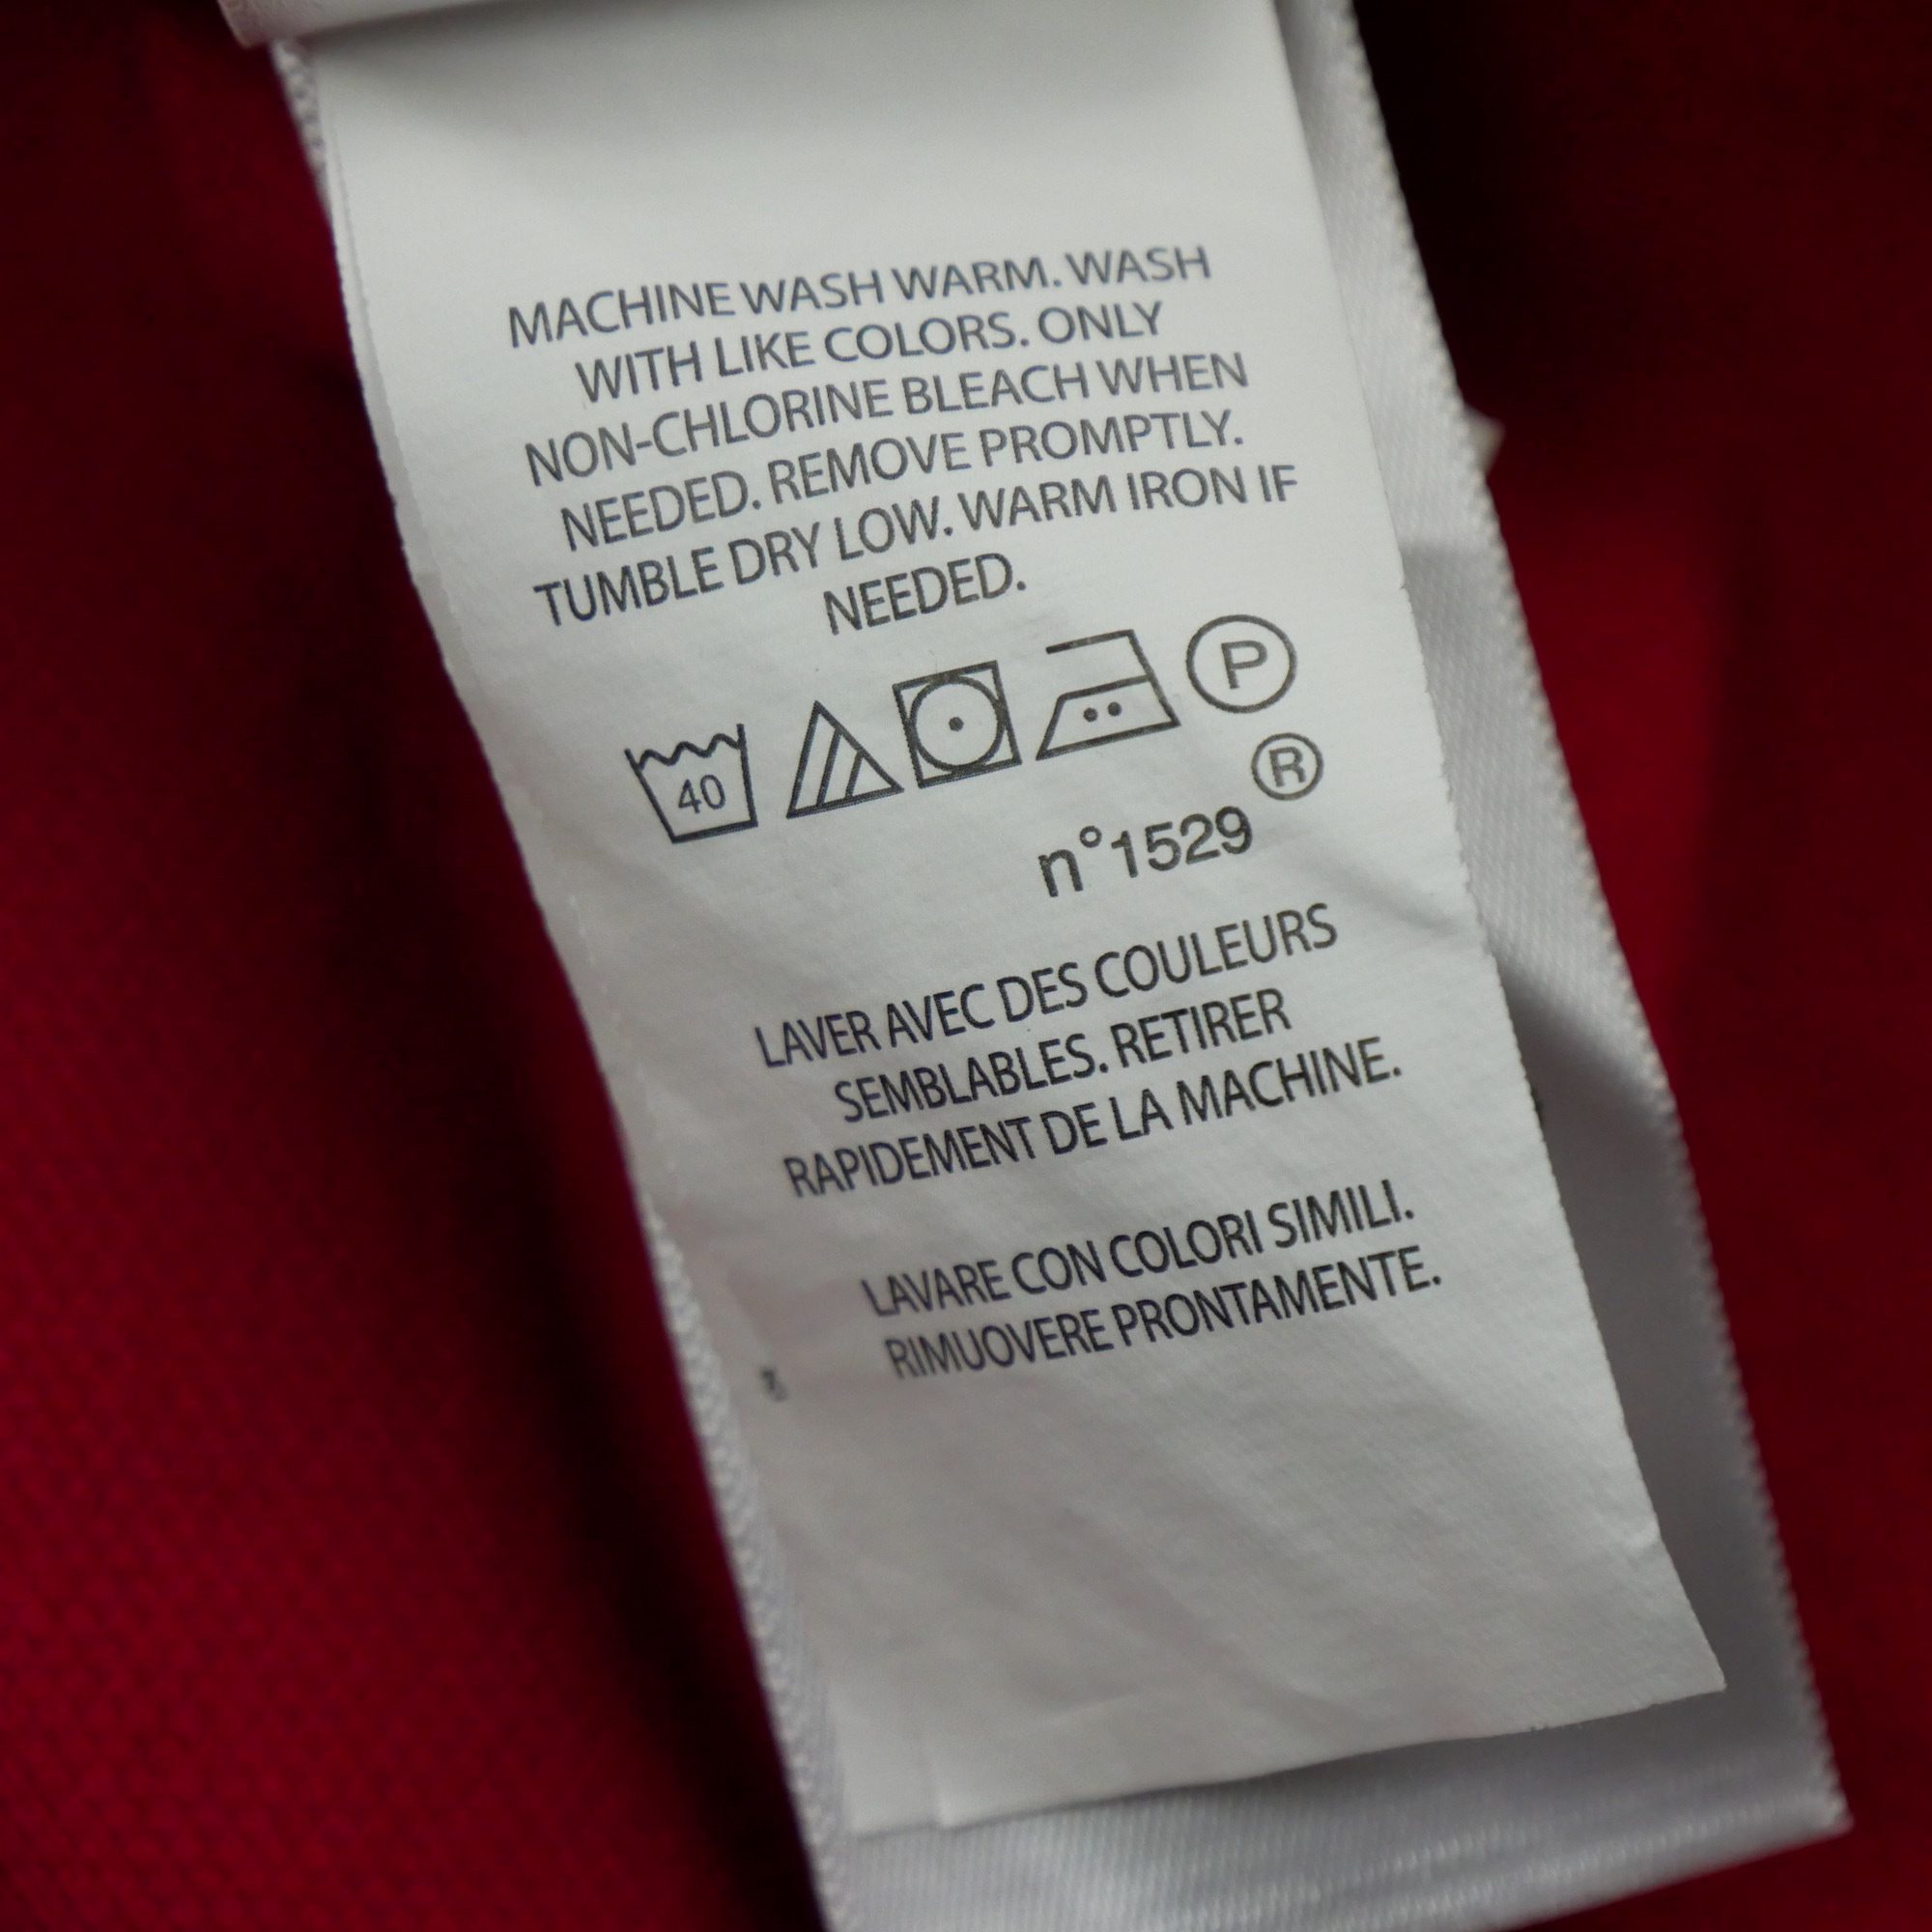 MACHINE WASH WARM. WASH
WITH LIKE COLORS. ONLY
NON-CHLORINE BLEACH WHEN
NEEDED. REMOVE PROMPTLY.
TUMBLE DRY LOW. WARM IRON IF
NEEDED.
40 P
®
n°1529
LAVER AVEC DES COULEURS
SEMBLABLES. RETIRER
RAPIDEMENT DE LA MACHINE.
LAVARE CON COLORI SIMILI.
RIMUOVERE PRONTAMENTE.